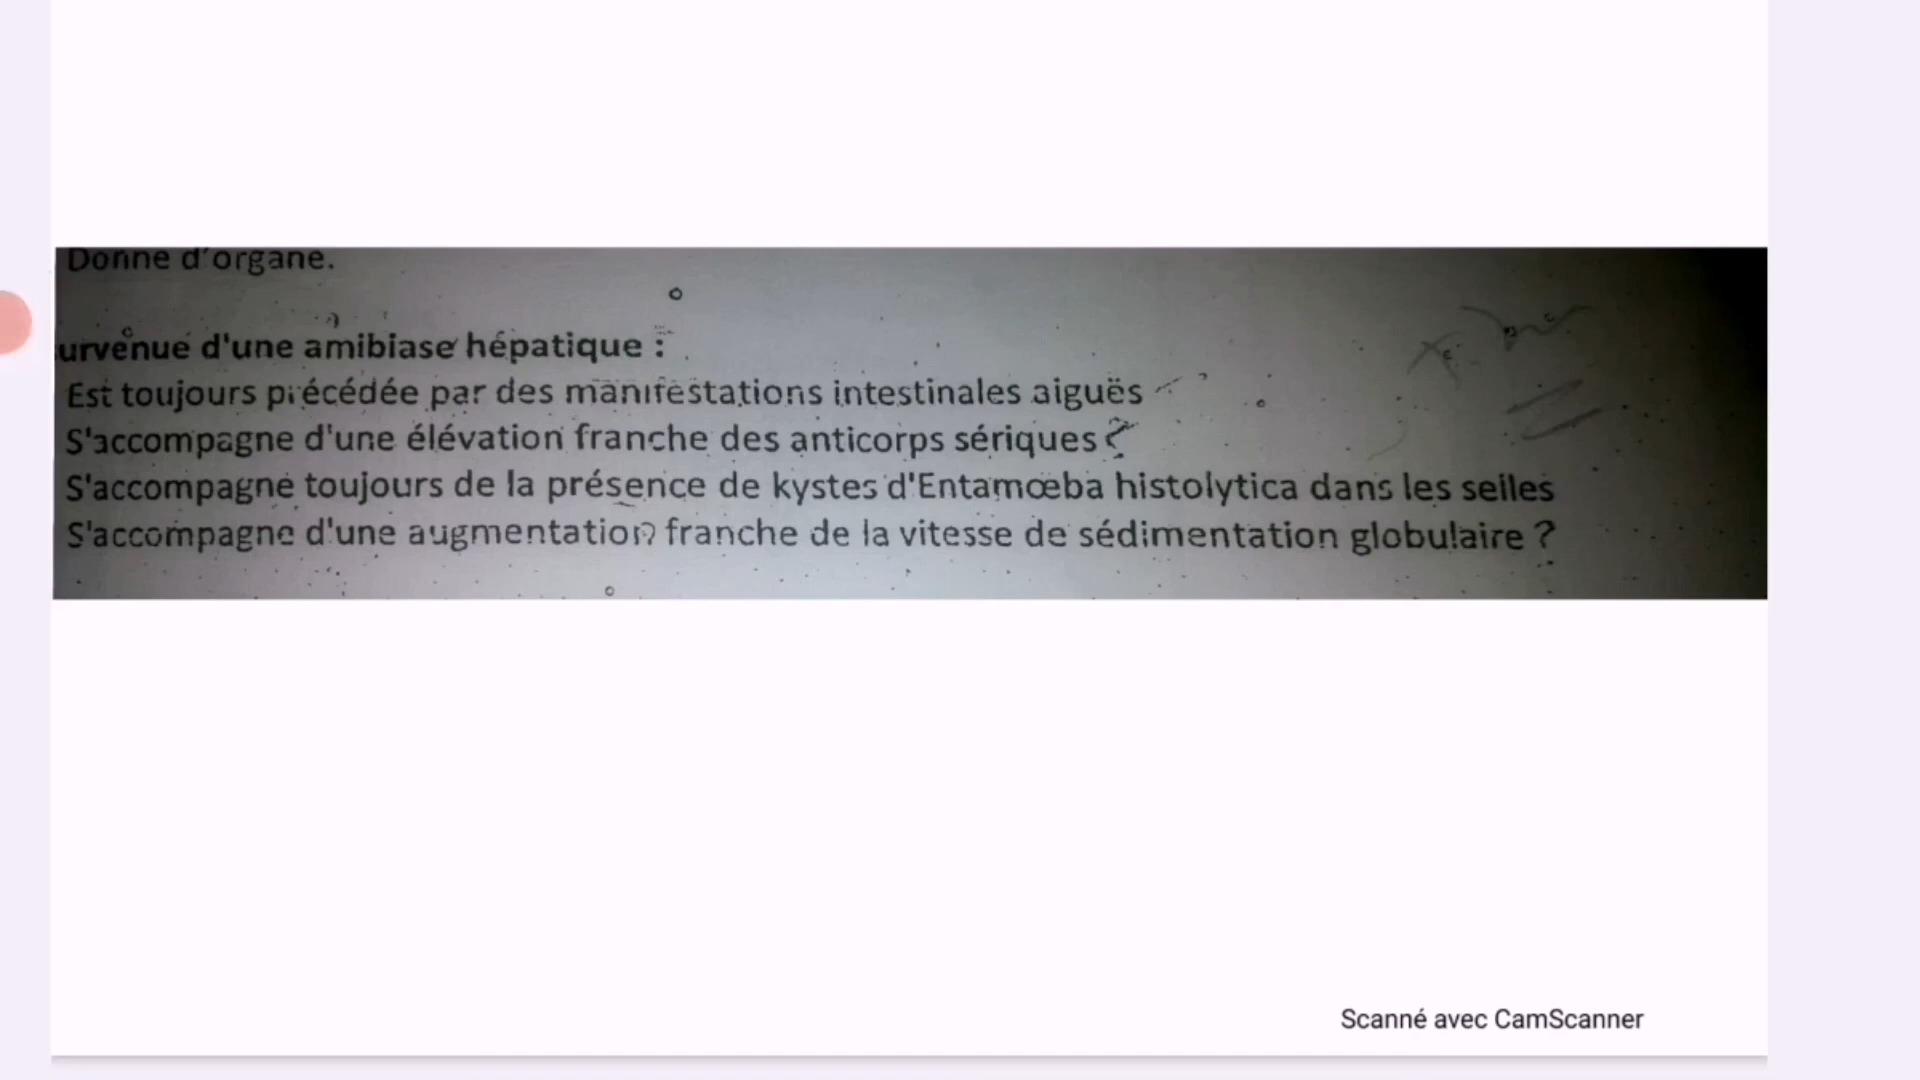 Donne d'organe.
urvenue d'une amibiase hépatique :
Est toujours précédée par des manifestations intestinales aiguës
S'accompagne d'une élévation franche des anticorps sériques ?
S'accompagne toujours de la présence de kystes d'Entamœba histolytica dans les selles
S'accompagne d'une augmentation franche de la vitesse de sédimentation globulaire ?
Scanné avec CamScanner